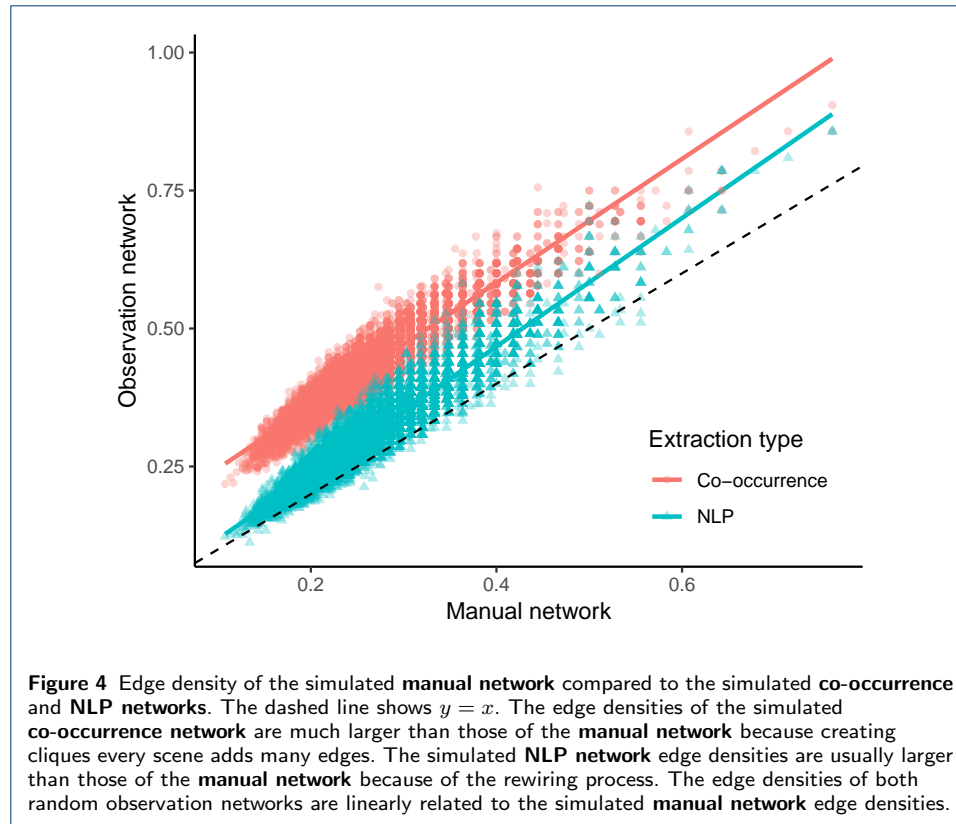 1.00
0.75
0.50
0.25
Observation network
0.2
0.4
0.6
Manual network
Extraction type
Co−occurrence
NLP
Figure 4 Edge density of the simulated manual network compared to the simulated co-occurrence
and NLP networks. The dashed line shows y = x. The edge densities of the simulated
co-occurrence network are much larger than those of the manual network because creating
cliques every scene adds many edges. The simulated NLP network edge densities are usually larger
than those of the manual network because of the rewiring process. The edge densities of both
random observation networks are linearly related to the simulated manual network edge densities.